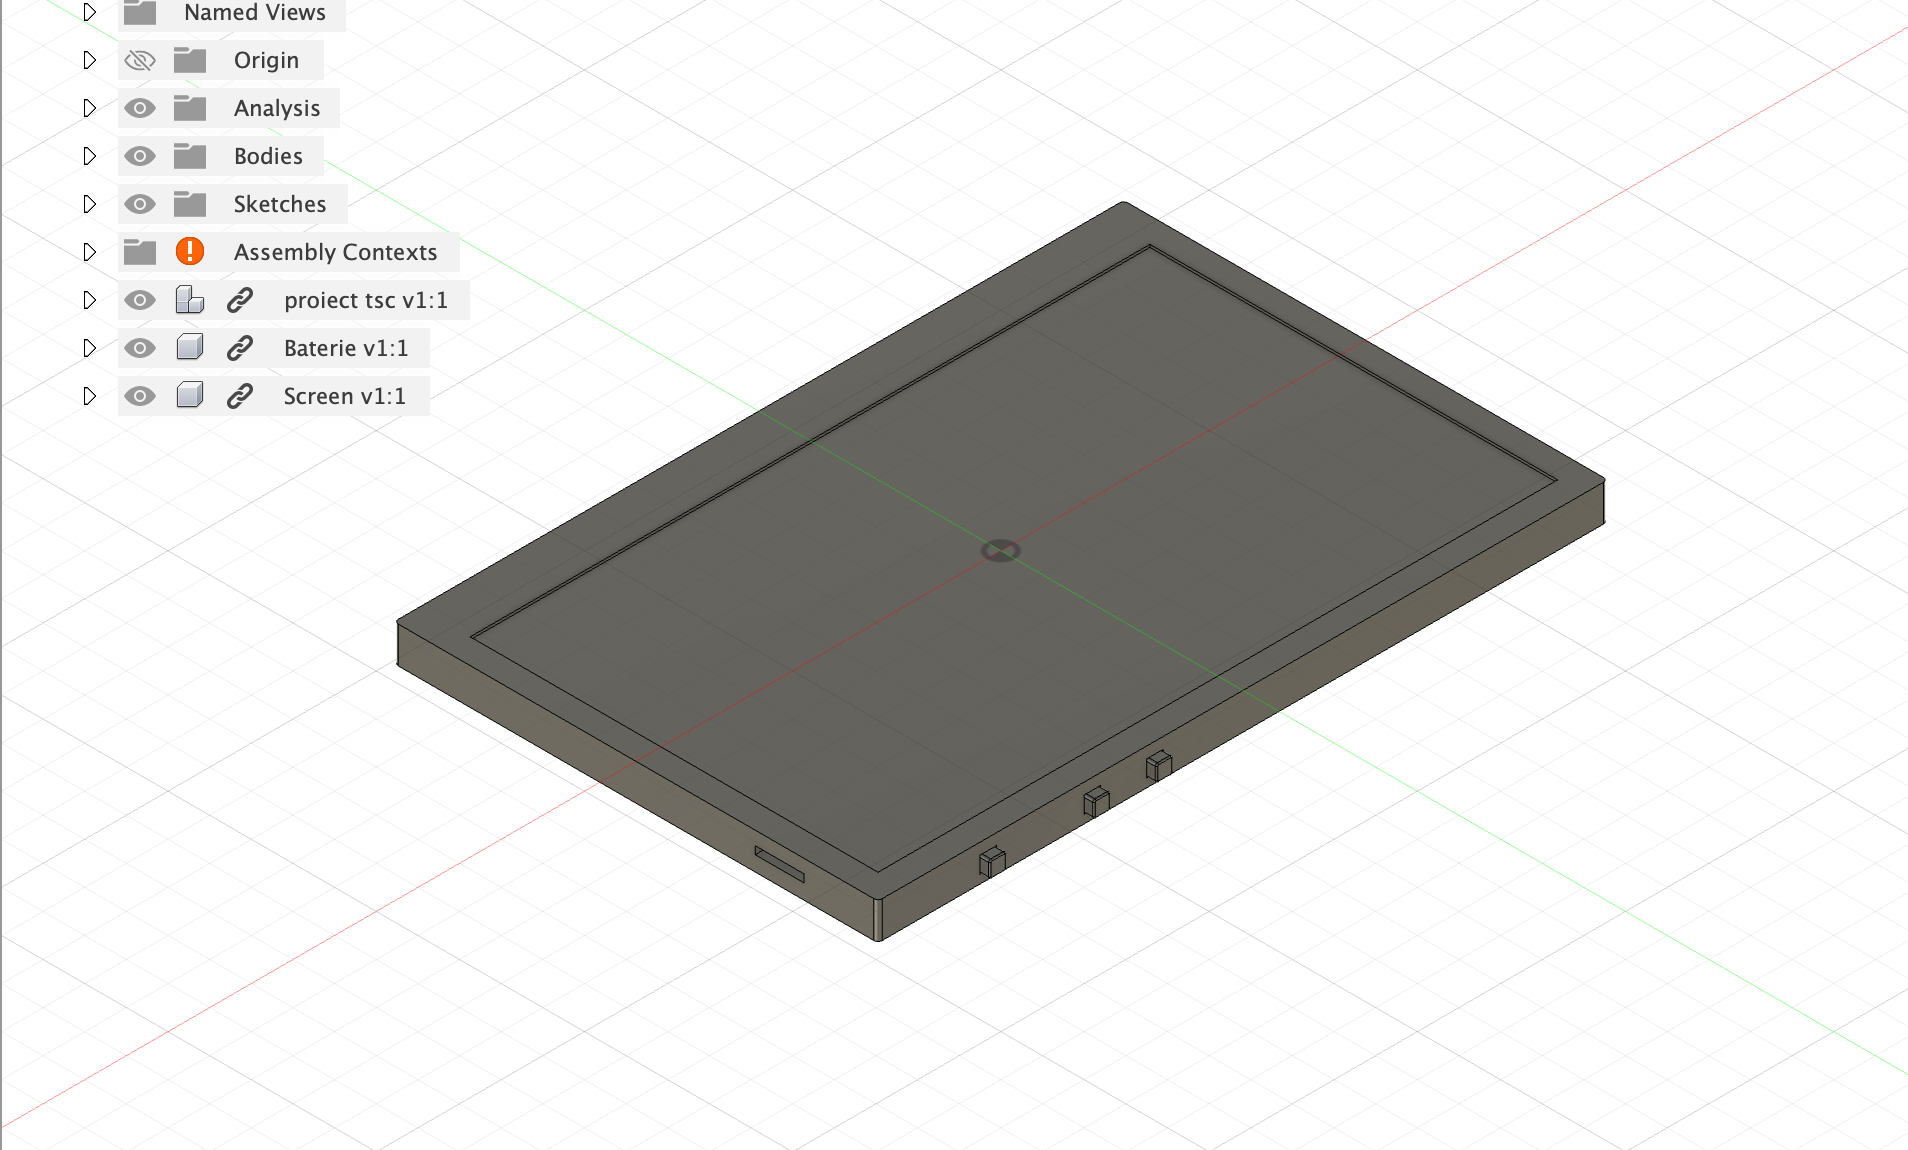 Named Views
Origin
Analysis
Bodies
Sketches
Assembly Contexts
proiect tsc v1:1
Baterie v1:1
Screen v1:1